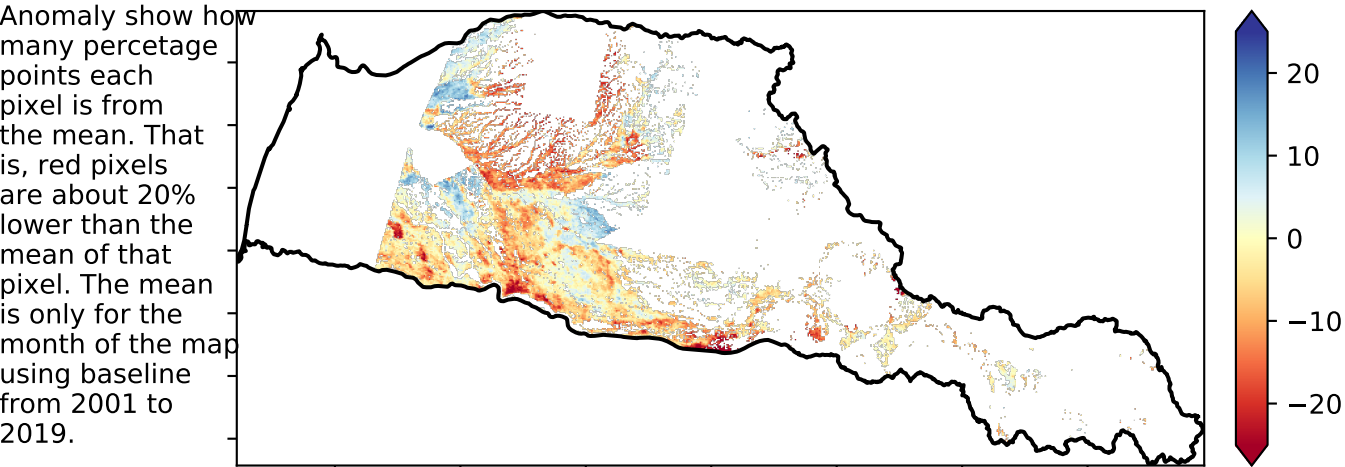 Anomaly show how
many percetage
points each
pixel is from
the mean. That
is, red pixels
are about 20%
lower than the
mean of that
pixel. The mean
is only for the
month of the map
using baseline
from 2001 to
2019.
20
10
0
−10
−20